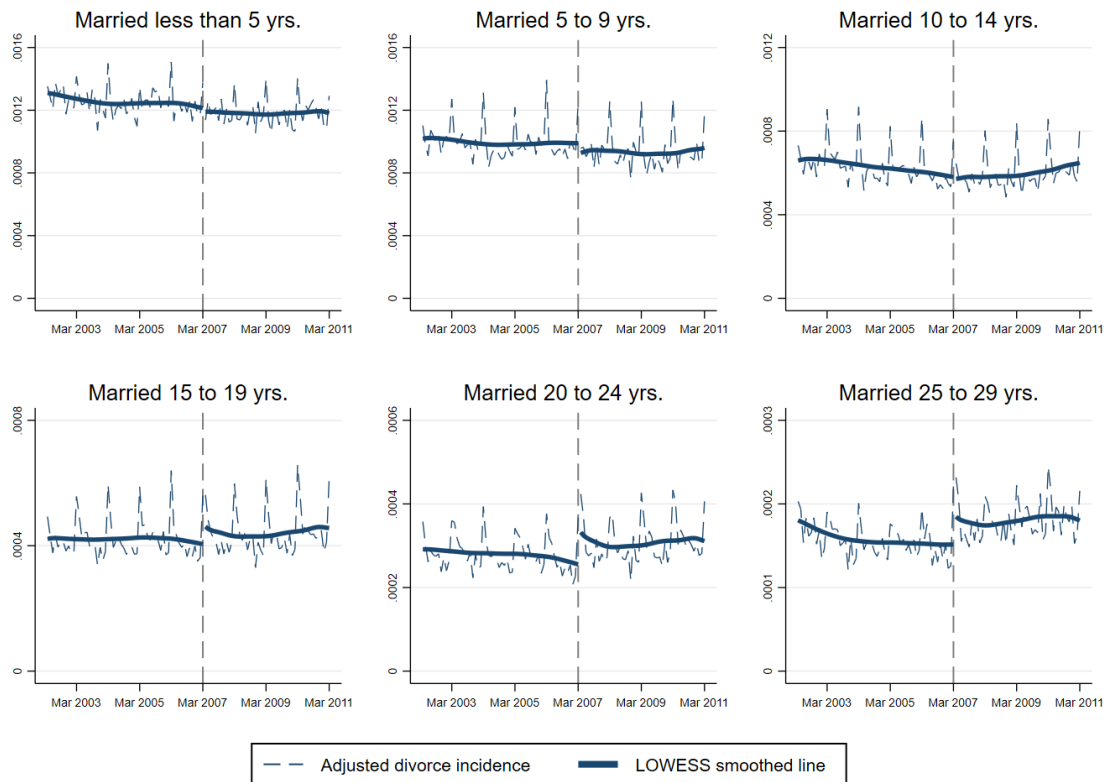 Married less than 5 yrs.
Married 5 to 9 yrs.
Married 10 to 14 yrs.
.0016
.0012
.0008
.0004
0
Mar 2003 Mar 2005 Mar 2007 Mar 2009 Mar 2011
.0016
.0012
.0008
.0004
0
Mar 2003 Mar 2005 Mar 2007 Mar 2009 Mar 2011
.0012
.0008
.0004
0
Mar 2003 Mar 2005 Mar 2007 Mar 2009 Mar 2011
Married 15 to 19 yrs.
Married 20 to 24 yrs.
Married 25 to 29 yrs.
.0008
.0004
0
Mar 2003 Mar 2005 Mar 2007 Mar 2009 Mar 2011
.0006
.0004
.0002
0
Mar 2003 Mar 2005 Mar 2007 Mar 2009 Mar 2011
.0003
.0002
.0001
0
Mar 2003 Mar 2005 Mar 2007 Mar 2009 Mar 2011
Adjusted divorce incidence LOWESS smoothed line